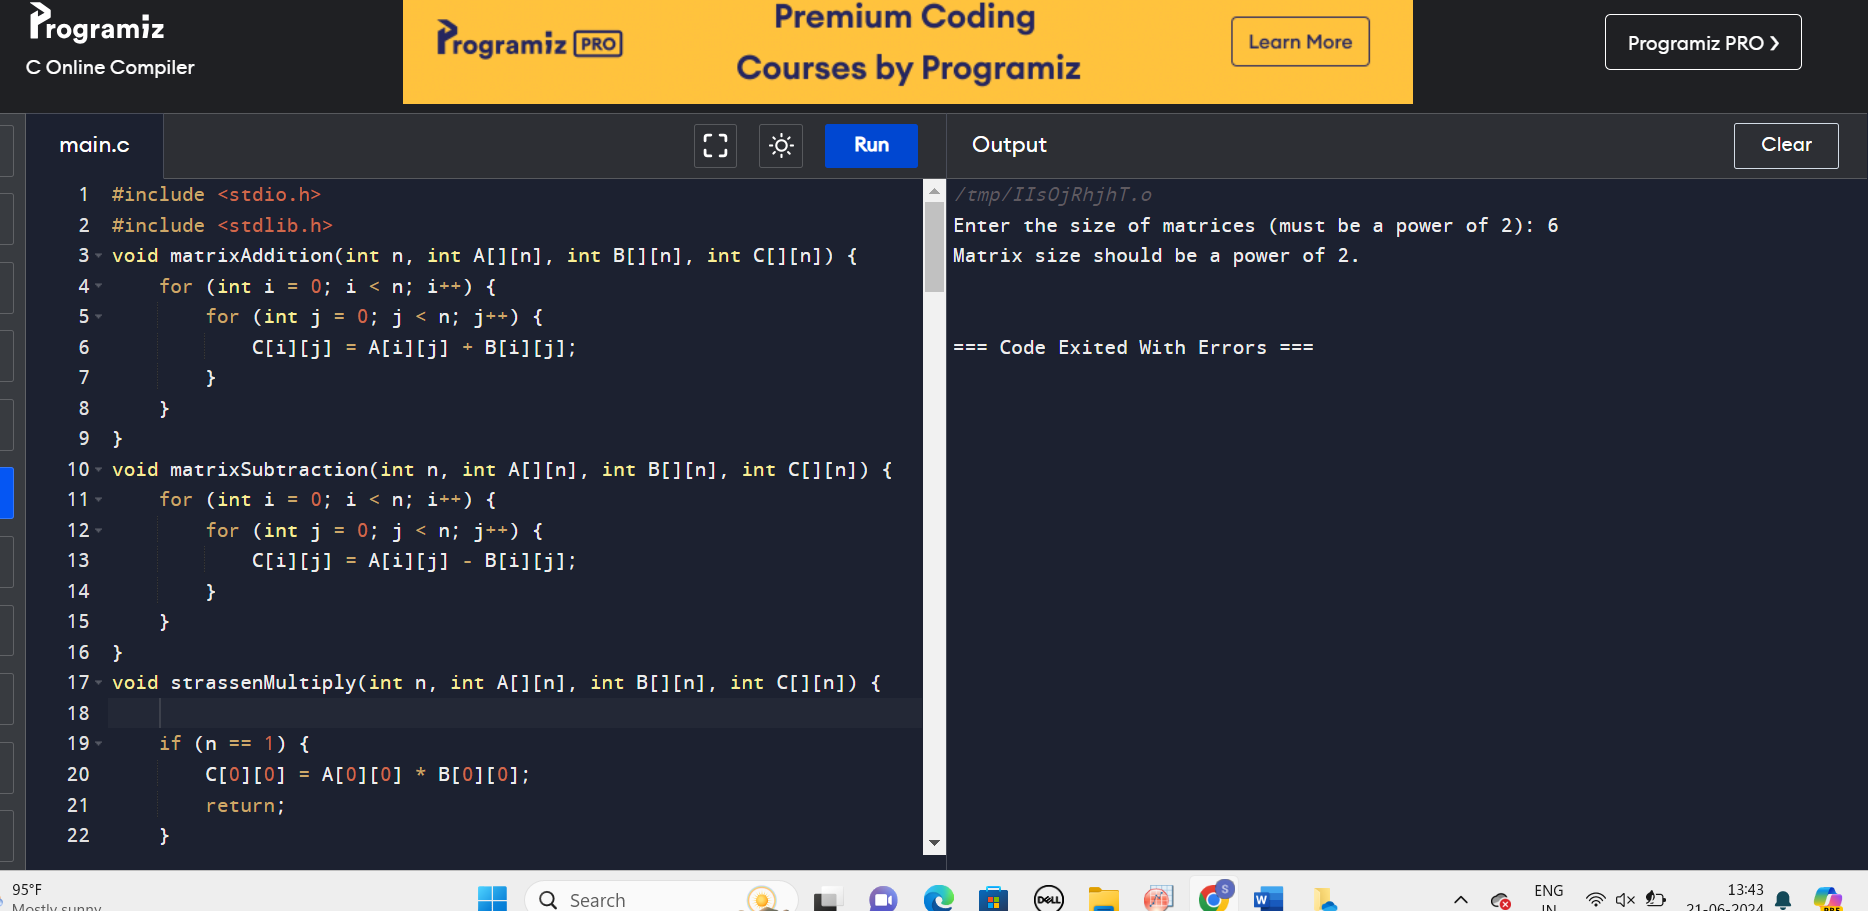 Programiz
C Online Compiler
Programiz PRO
Premium Coding
Courses by Programiz
Learn More
Programiz PRO ❯
main.c
Run
Output
Clear
1 #include <stdio.h>
2 #include <stdlib.h>
3 void matrixAddition(int n, int A[][n], int B[][n], int C[][n]) {
4     for (int i = 0; i < n; i++) {
5         for (int j = 0; j < n; j++) {
6             C[i][j] = A[i][j] + B[i][j];
7         }
8     }
9 }
10 void matrixSubtraction(int n, int A[][n], int B[][n], int C[][n]) {
11     for (int i = 0; i < n; i++) {
12         for (int j = 0; j < n; j++) {
13             C[i][j] = A[i][j] - B[i][j];
14         }
15     }
16 }
17 void strassenMultiply(int n, int A[][n], int B[][n], int C[][n]) {
18
19     if (n == 1) {
20         C[0][0] = A[0][0] * B[0][0];
21         return;
22     }
/tmp/IIsOjRhjhT.o
Enter the size of matrices (must be a power of 2): 6
Matrix size should be a power of 2.
=== Code Exited With Errors ===
95°F
Mostly sunny
Search
DELL
S
W
ENG
IN
13:43
21-06-2024
PRE